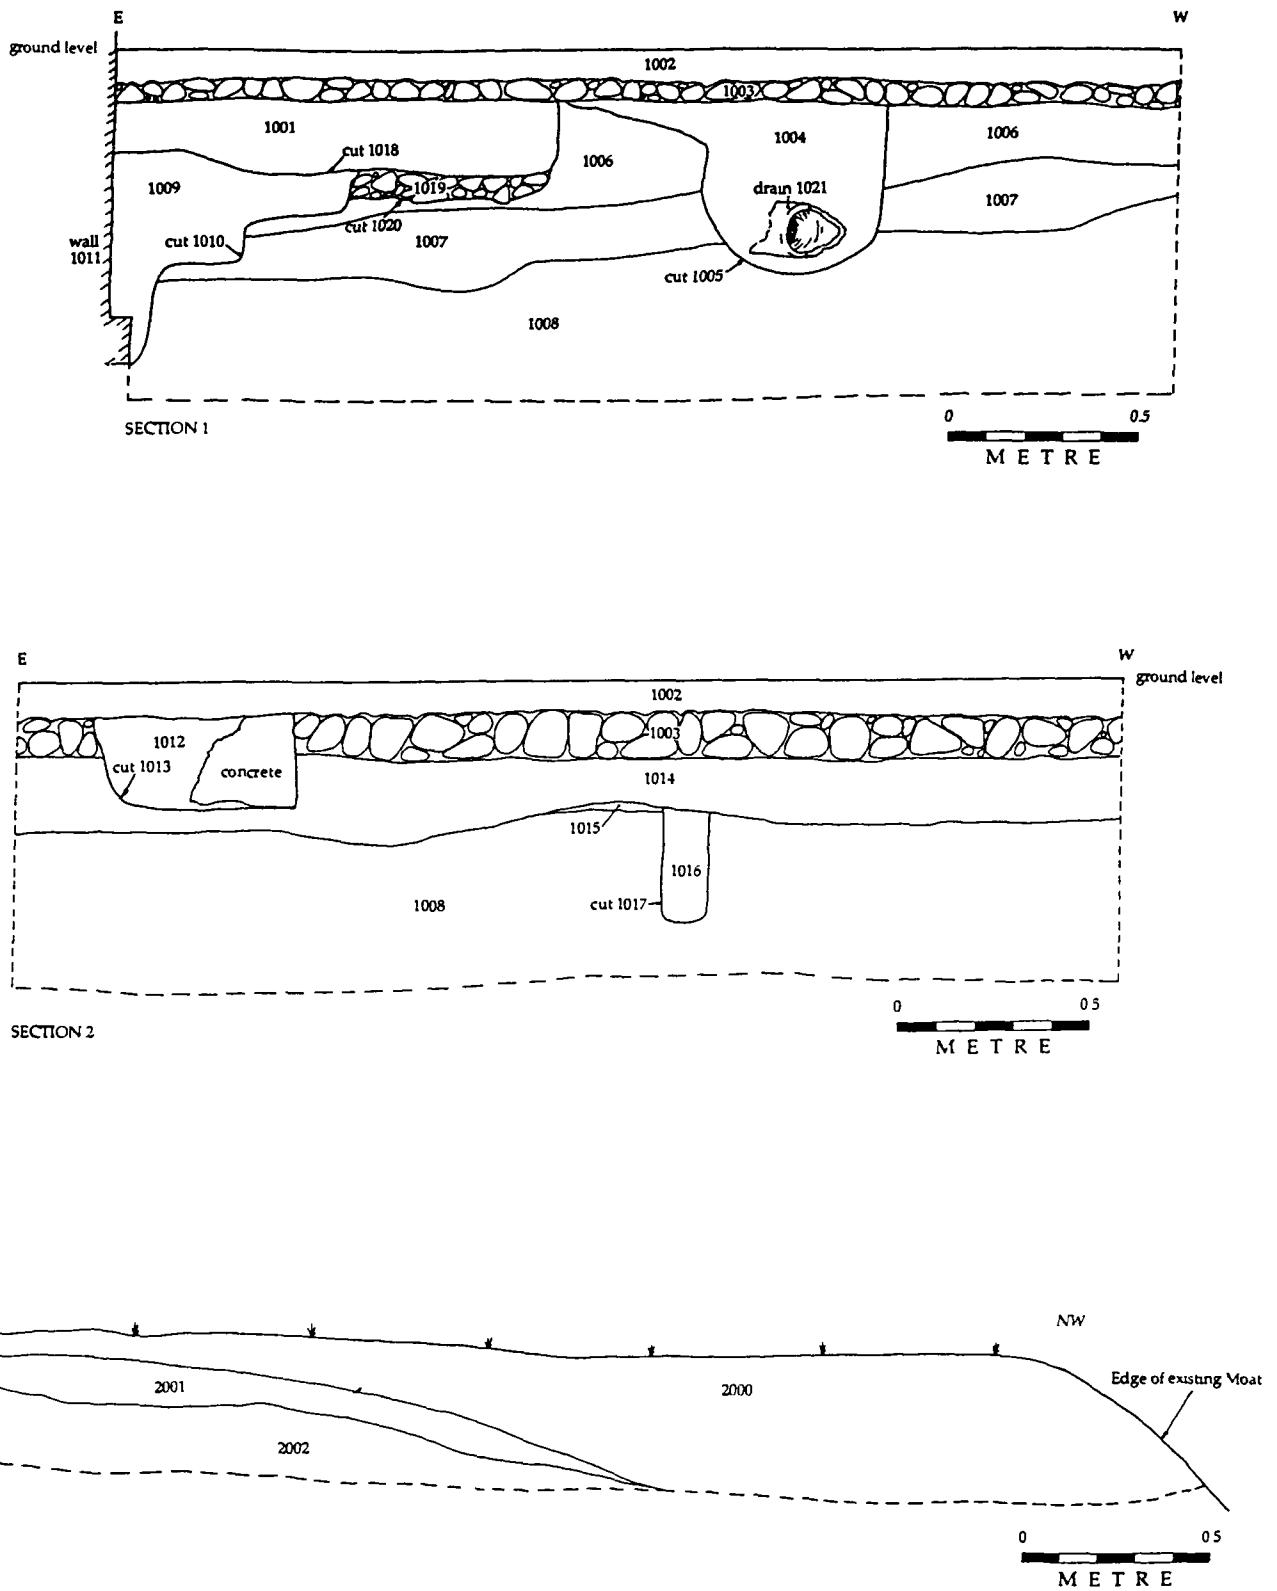 E
W
ground level
1002
1003
1001
1004
1006
cut 1018
1006
1009
1019
drain 1021
1007
cut 1020
wall
1011
cut 1010
1007
cut 1005
1008
SECTION 1
0 0.5
METRE
E
W
ground level
1002
1003
1012
cut 1013
concrete
1014
1015
1016
cut 1017
1008
SECTION 2
0 0 5
METRE
NW
Edge of existing Moat
2001
2000
2002
0 0 5
METRE